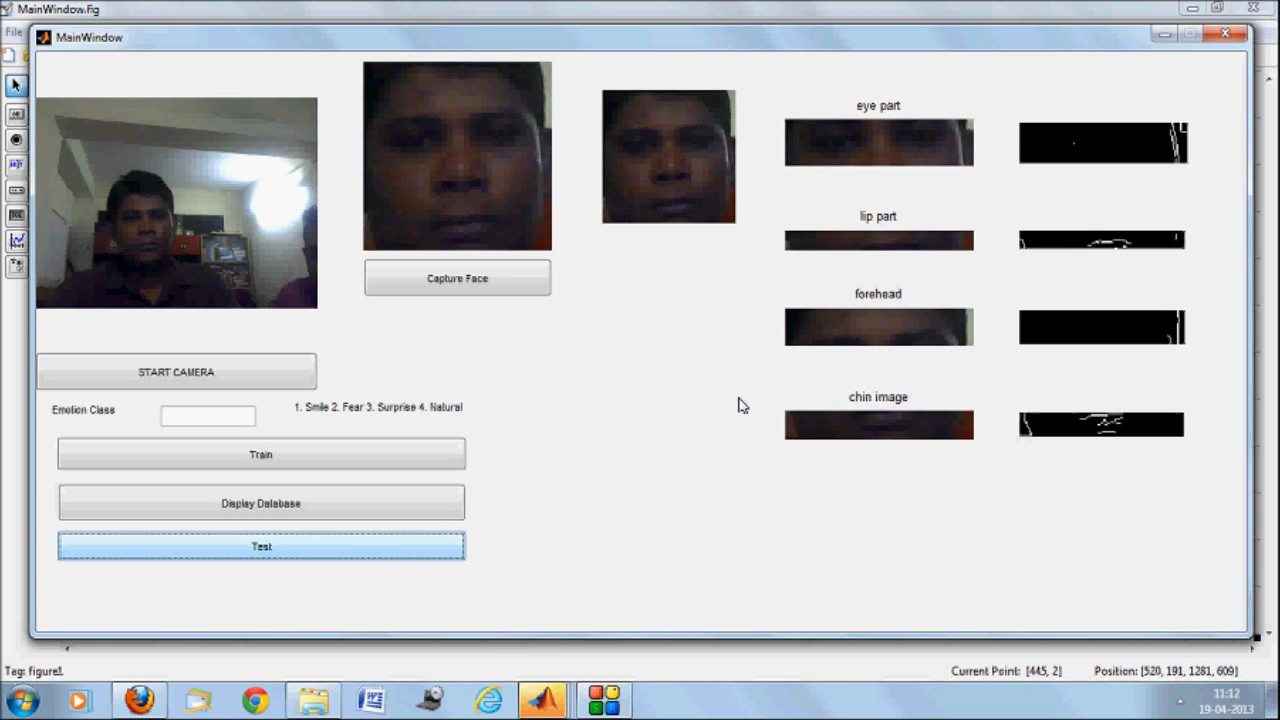 MainWindow.fig
File
MainWindow
eye part
lip part
Capture Face
forehead
START CAMERA
chin image
Emotion Class
1. Smile 2. Fear 3. Surprise 4. Natural
Train
Display Database
Test
Tag: figure1
Current Point: [445, 2]
Position: [520, 191, 1281, 609]
11:12
19-04-2013